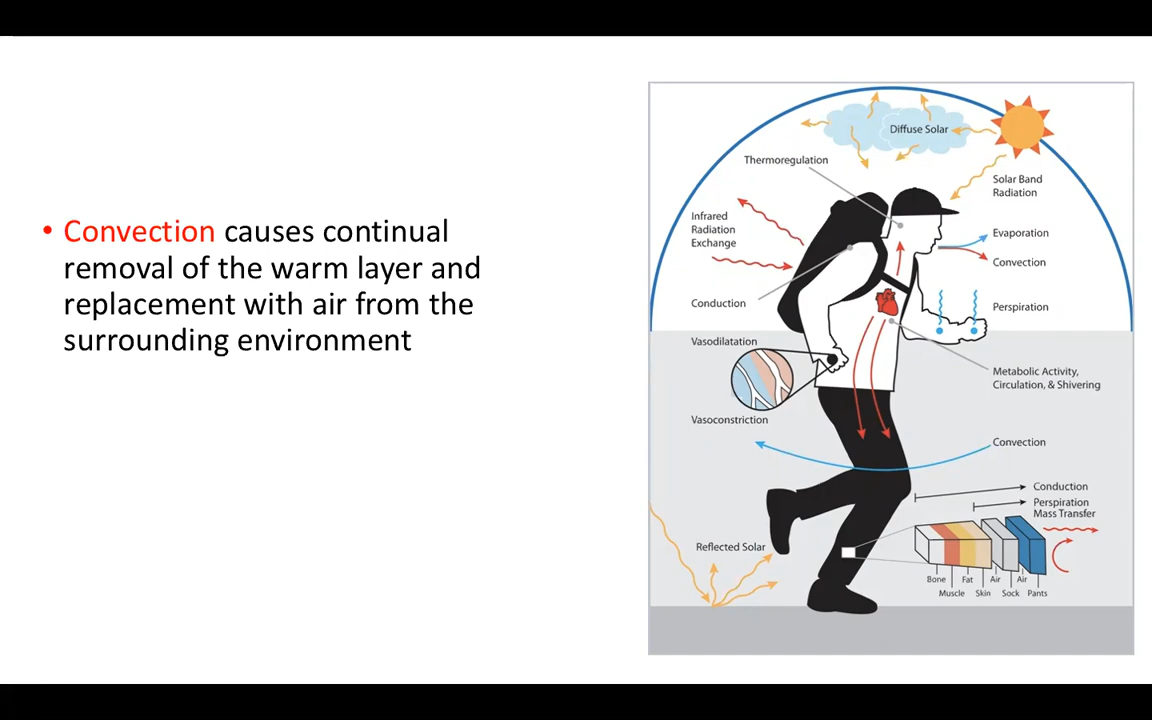 • Convection causes continual
removal of the warm layer and
replacement with air from the
surrounding environment
Diffuse Solar
Thermoregulation
Solar Band
Radiation
Infrared
Radiation
Exchange
Evaporation
Convection
Conduction
Perspiration
Vasodilatation
Metabolic Activity,
Circulation, & Shivering
Vasoconstriction
Convection
Conduction
Perspiration
Mass Transfer
Reflected Solar
Bone
Fat
Air
Air
Muscle
Skin
Sock
Pants